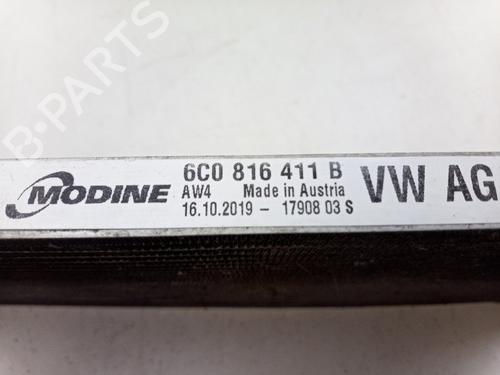 B-PARTS
MODINE
6C0 816 411 B
AW4 Made in Austria
16.10.2019 - 17908 03 S
VW AG